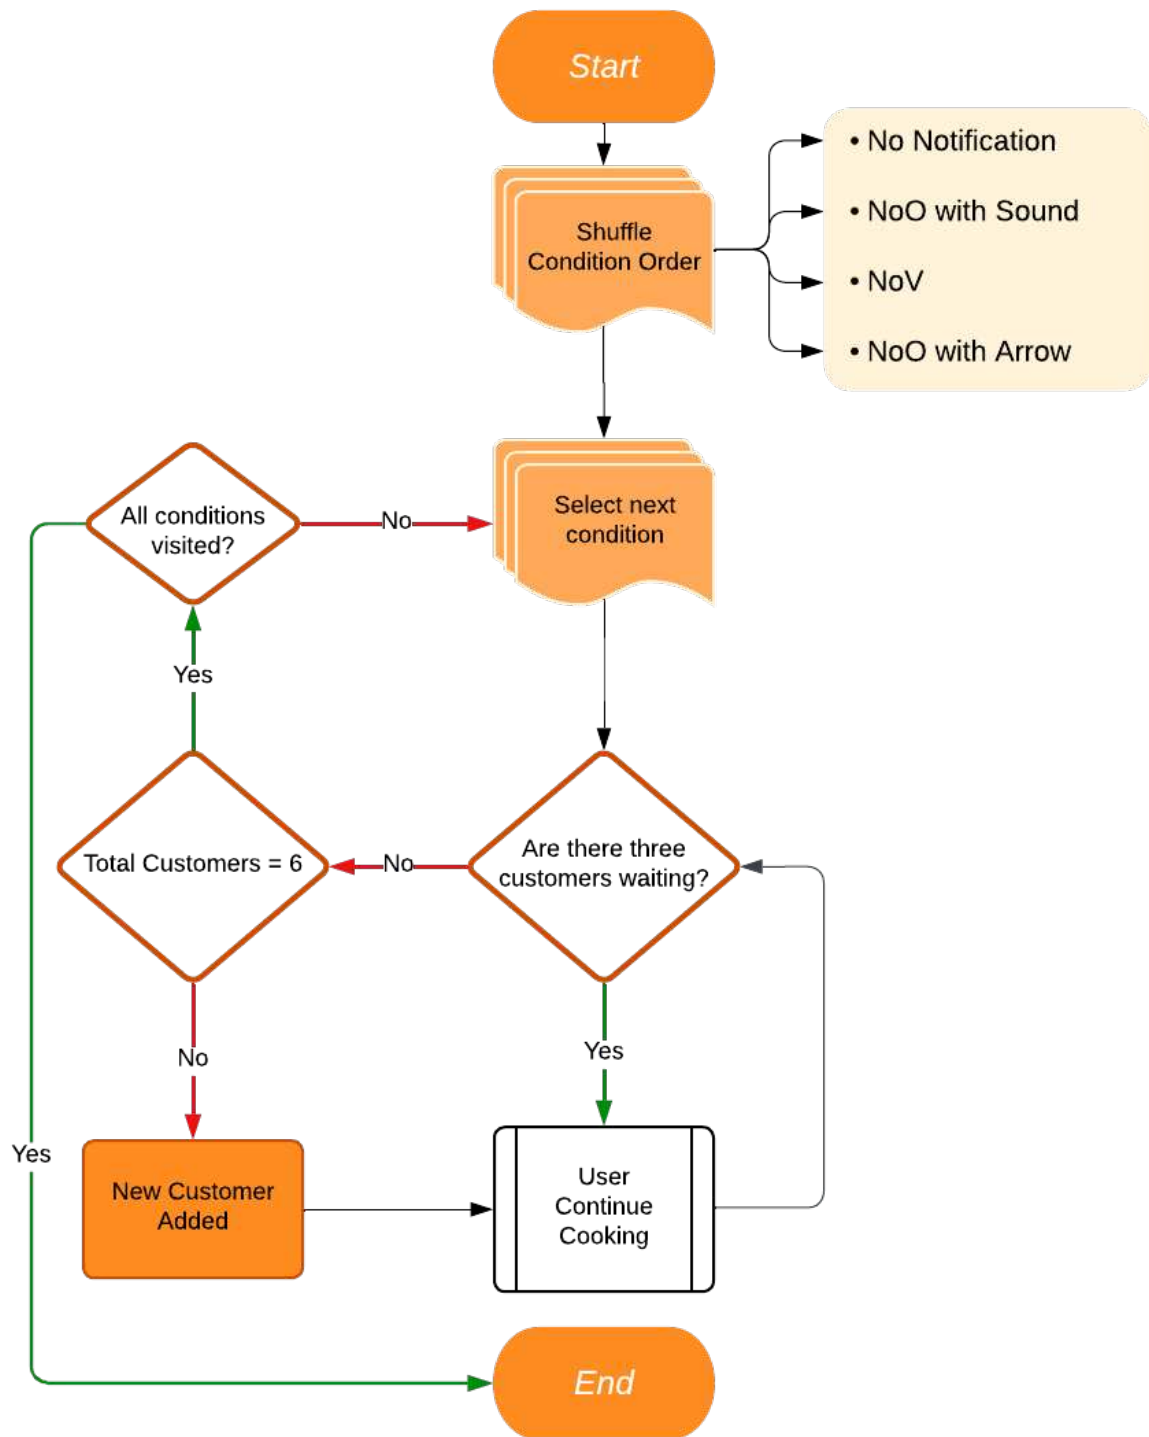 Start
Shuffle
Condition Order
• No Notification
• NoO with Sound
• NoV
• NoO with Arrow
All conditions
visited?
No
Select next
condition
Yes
Total Customers = 6
No
Are there three
customers waiting?
No
Yes
Yes
New Customer
Added
User
Continue
Cooking
End